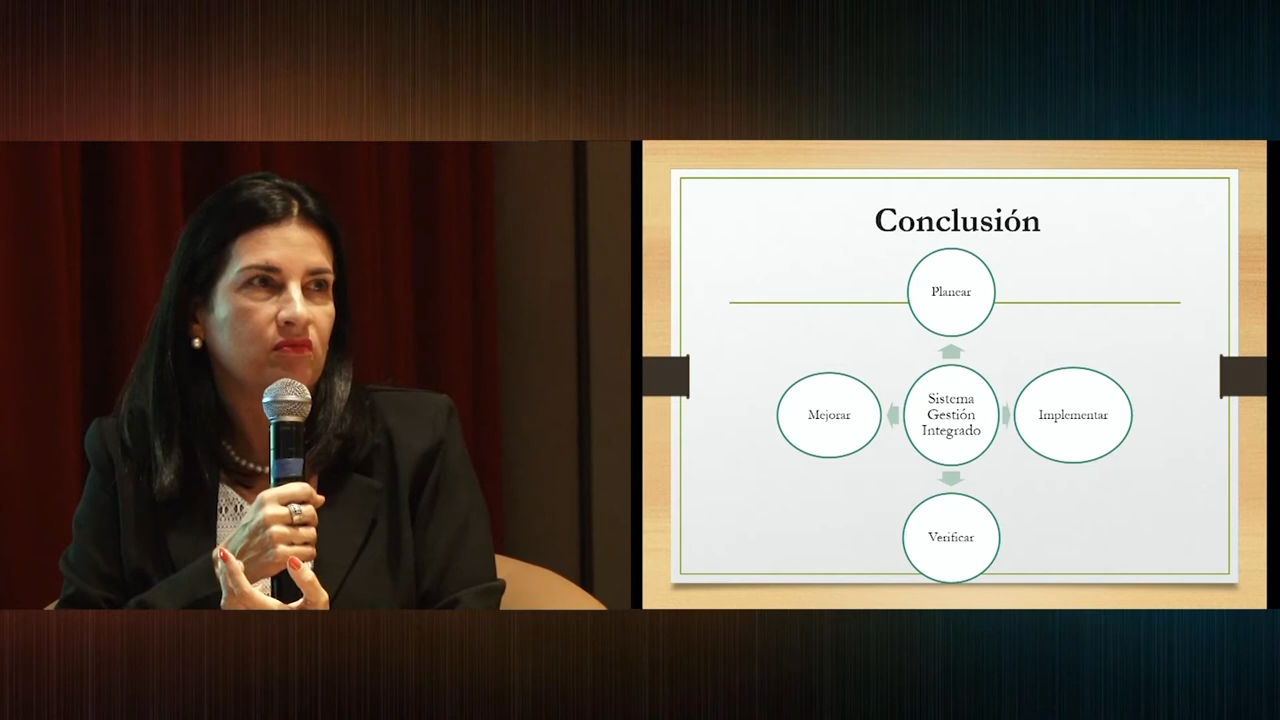 Conclusión
Planear
Mejorar
Sistema
Gestión
Integrado
Implementar
Verificar